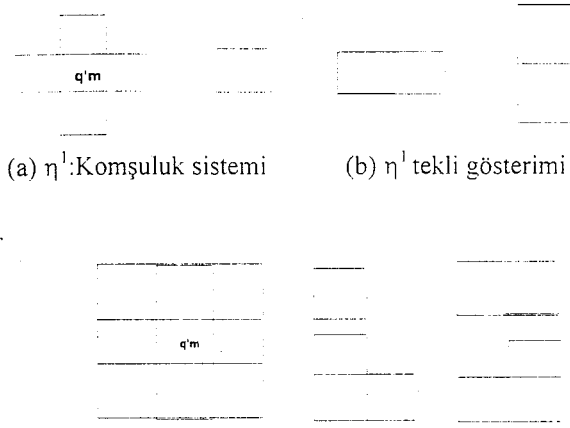 q'm
(a) η¹:Komşuluk sistemi
(b) η¹ tekli gösterimi
q'm